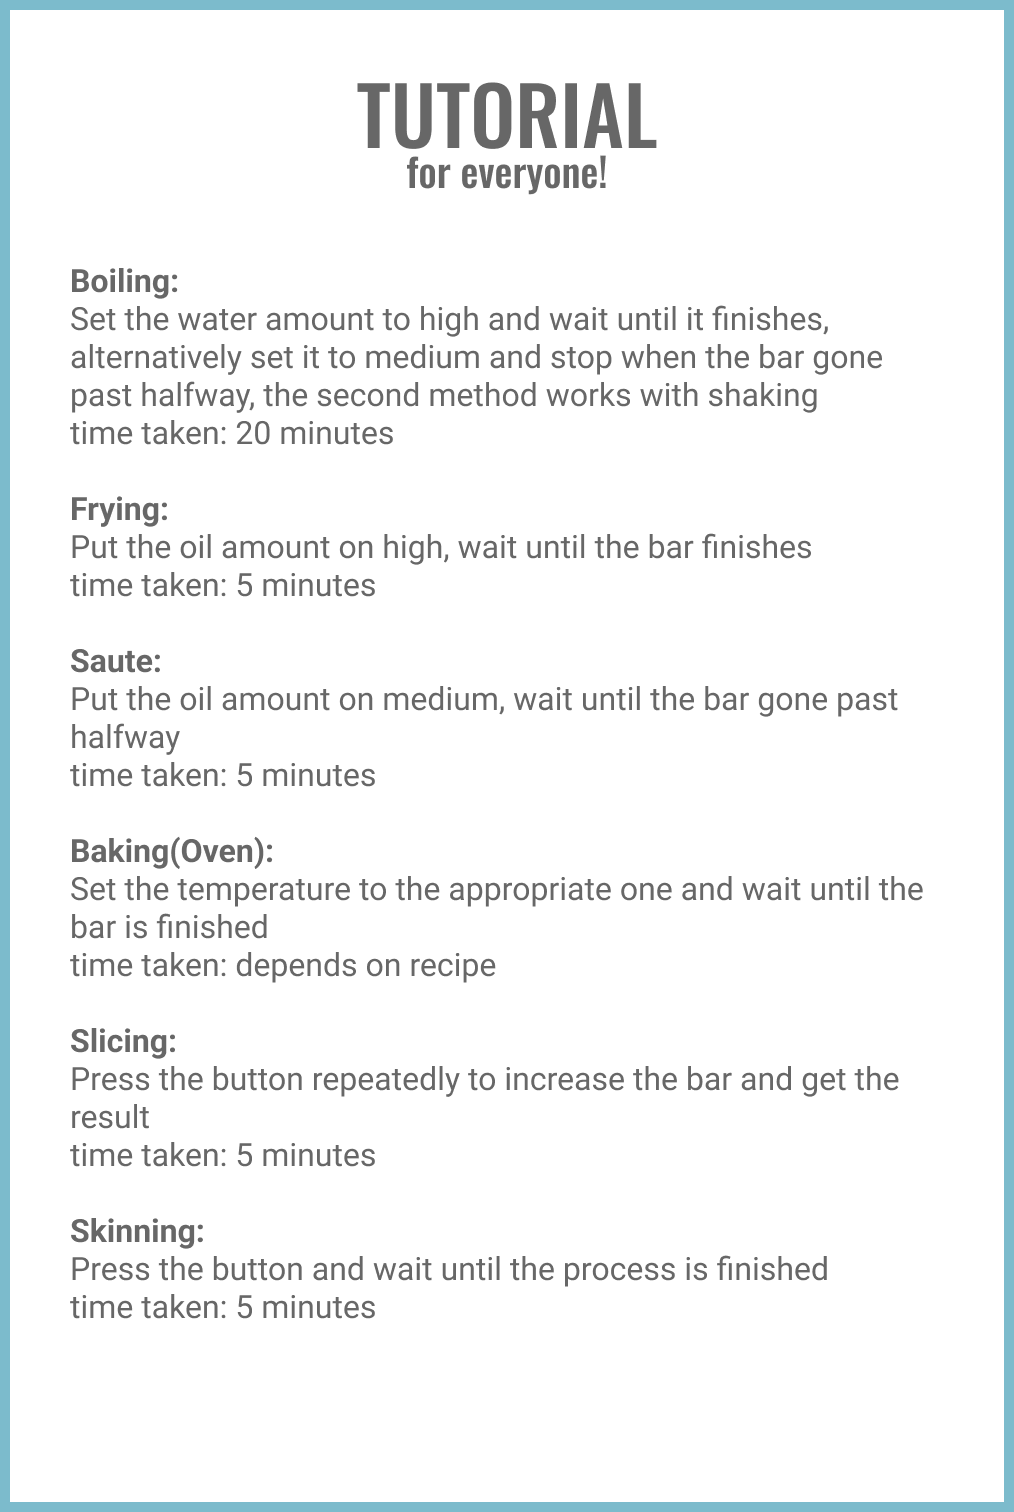 TUTORIAL
for everyone!
Boiling:
Set the water amount to high and wait until it finishes,
alternatively set it to medium and stop when the bar gone
past halfway, the second method works with shaking
time taken: 20 minutes
Frying:
Put the oil amount on high, wait until the bar finishes
time taken: 5 minutes
Saute:
Put the oil amount on medium, wait until the bar gone past
halfway
time taken: 5 minutes
Baking(Oven):
Set the temperature to the appropriate one and wait until the
bar is finished
time taken: depends on recipe
Slicing:
Press the button repeatedly to increase the bar and get the
result
time taken: 5 minutes
Skinning:
Press the button and wait until the process is finished
time taken: 5 minutes